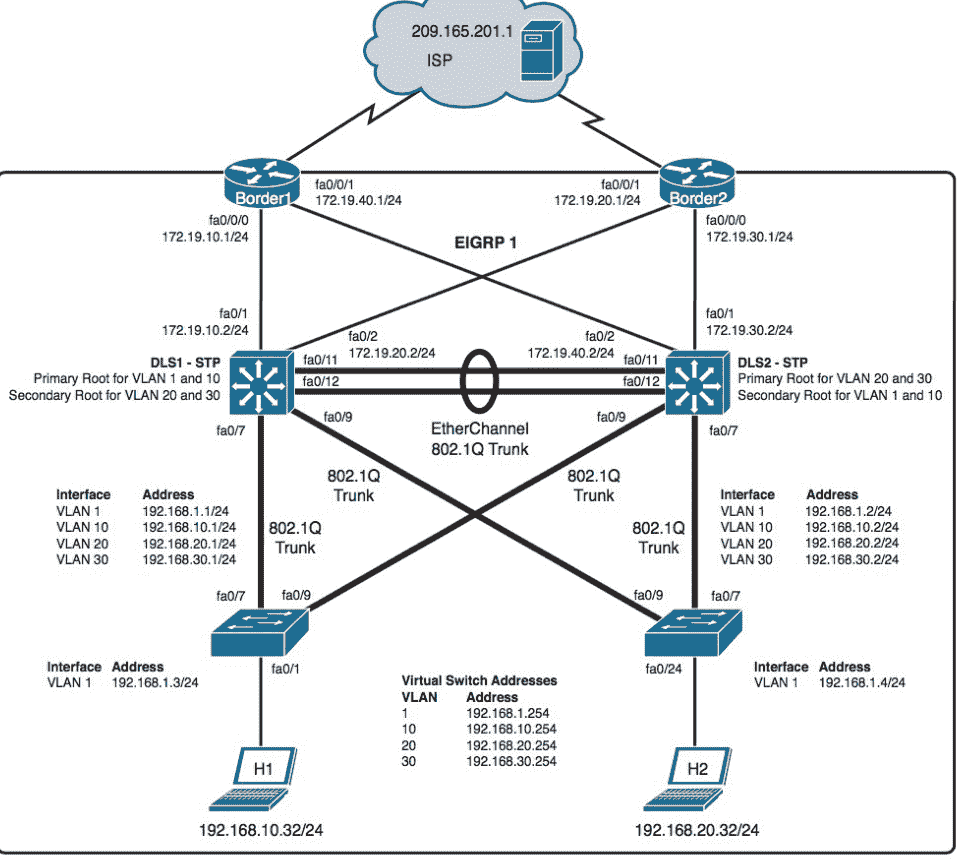 209.165.201.1
ISP
Border1
fa0/0/1
172.19.40.1/24
fa0/0/1
172.19.20.1/24
Border2
fa0/0/0
172.19.10.1/24
EIGRP 1
fa0/0/0
172.19.30.1/24
fa0/1
172.19.10.2/24
fa0/2
172.19.20.2/24
fa0/2
172.19.40.2/24
fa0/1
172.19.30.2/24
DLS1 - STP
Primary Root for VLAN 1 and 10
Secondary Root for VLAN 20 and 30
fa0/11
fa0/12
fa0/11
fa0/12
DLS2 - STP
Primary Root for VLAN 20 and 30
Secondary Root for VLAN 1 and 10
fa0/7
fa0/9
EtherChannel
802.1Q Trunk
fa0/9
fa0/7
802.1Q
Trunk
802.1Q
Trunk
Interface Address
VLAN 1 192.168.1.1/24
VLAN 10 192.168.10.1/24
VLAN 20 192.168.20.1/24
VLAN 30 192.168.30.1/24
802.1Q
Trunk
802.1Q
Trunk
Interface Address
VLAN 1 192.168.1.2/24
VLAN 10 192.168.10.2/24
VLAN 20 192.168.20.2/24
VLAN 30 192.168.30.2/24
fa0/7
fa0/9
fa0/9
fa0/7
Interface Address
VLAN 1 192.168.1.3/24
fa0/1
Virtual Switch Addresses
VLAN Address
1 192.168.1.254
10 192.168.10.254
20 192.168.20.254
30 192.168.30.254
fa0/24
Interface Address
VLAN 1 192.168.1.4/24
H1
192.168.10.32/24
H2
192.168.20.32/24